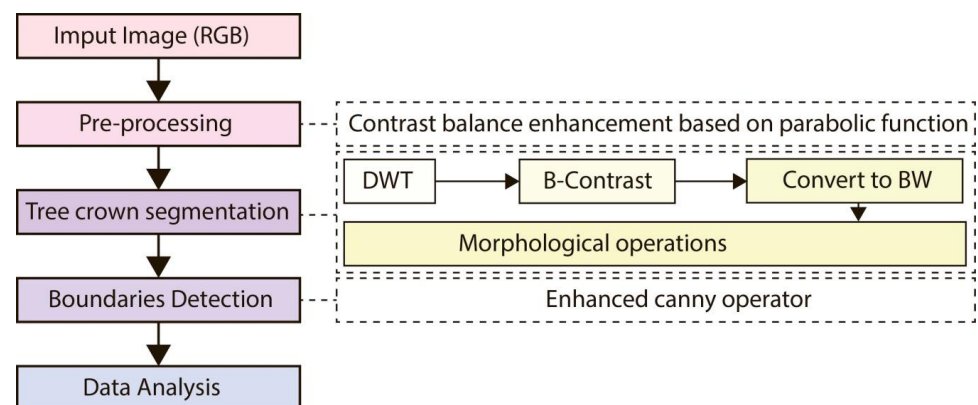 Imput Image (RGB)
Pre-processing
Contrast balance enhancement based on parabolic function
Tree crown segmentation
DWT
B-Contrast
Convert to BW
Morphological operations
Boundaries Detection
Enhanced canny operator
Data Analysis